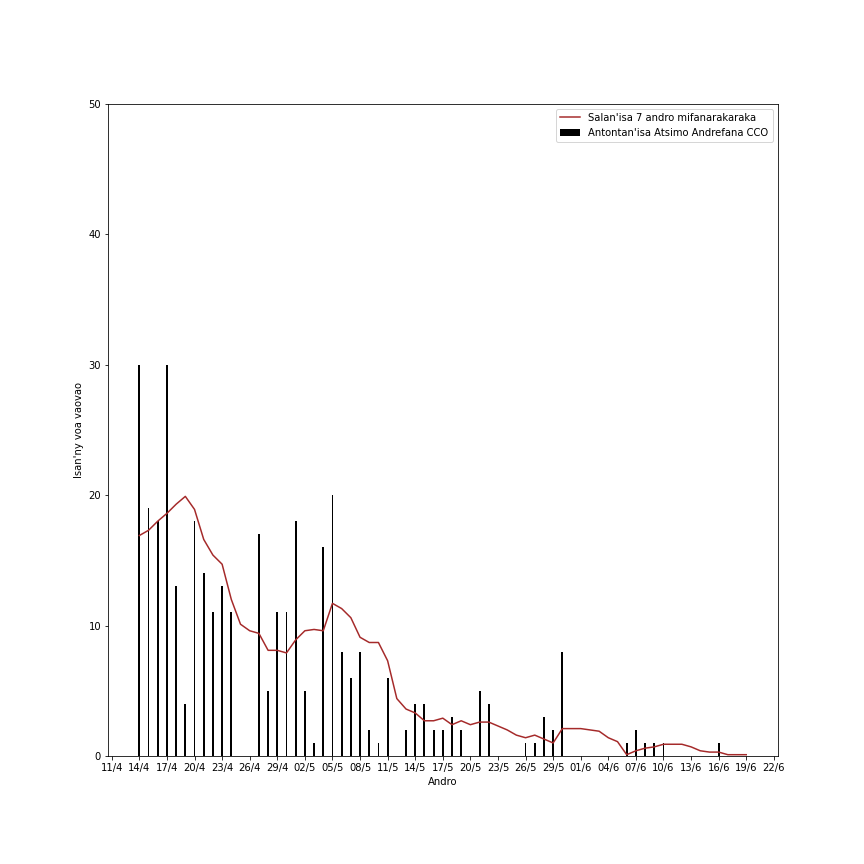 50
40
30
20
10
0
Isan'ny voa vaovao
Salan'isa 7 andro mifanarakaraka
Antontan'isa Atsimo Andrefana CCO
11/4 14/4 17/4 20/4 23/4 26/4 29/4 02/5 05/5 08/5 11/5 14/5 17/5 20/5 23/5 26/5 29/5 01/6 04/6 07/6 10/6 13/6 16/6 19/6 22/6
Andro